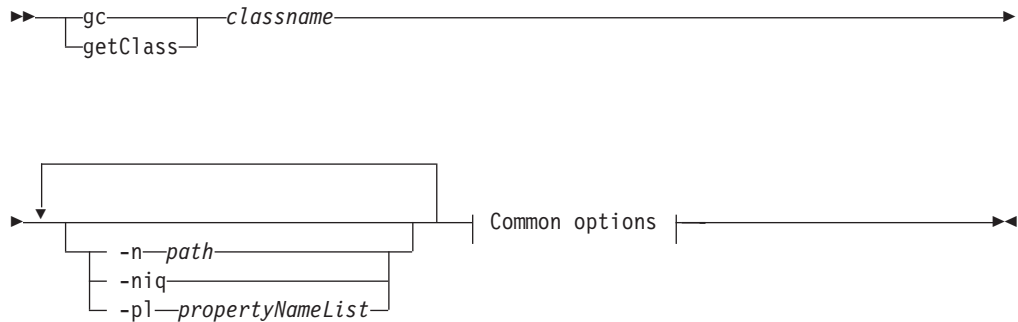 gc classname
getClass
Common options
-n path
-niq
-pl propertyNameList